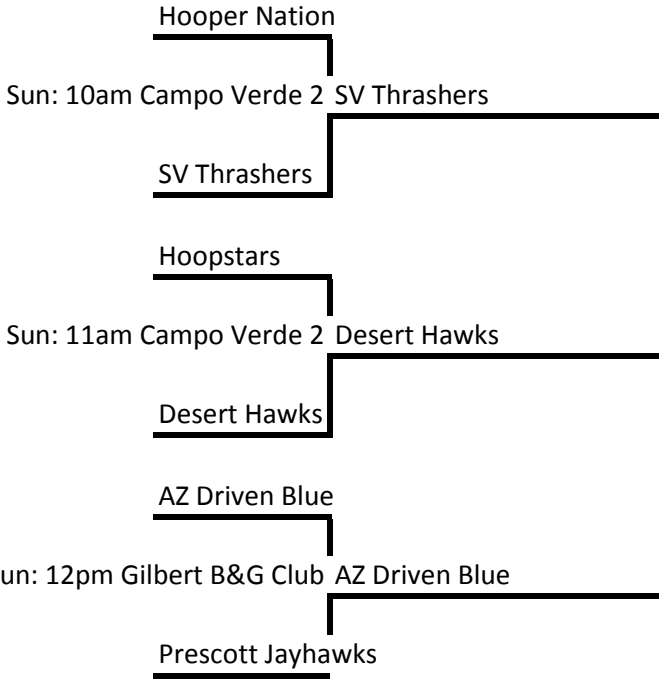 Hooper Nation
Sun: 10am Campo Verde 2 SV Thrashers
SV Thrashers
Hoopstars
Sun: 11am Campo Verde 2 Desert Hawks
Desert Hawks
AZ Driven Blue
un: 12pm Gilbert B&G Club AZ Driven Blue
Prescott Jayhawks